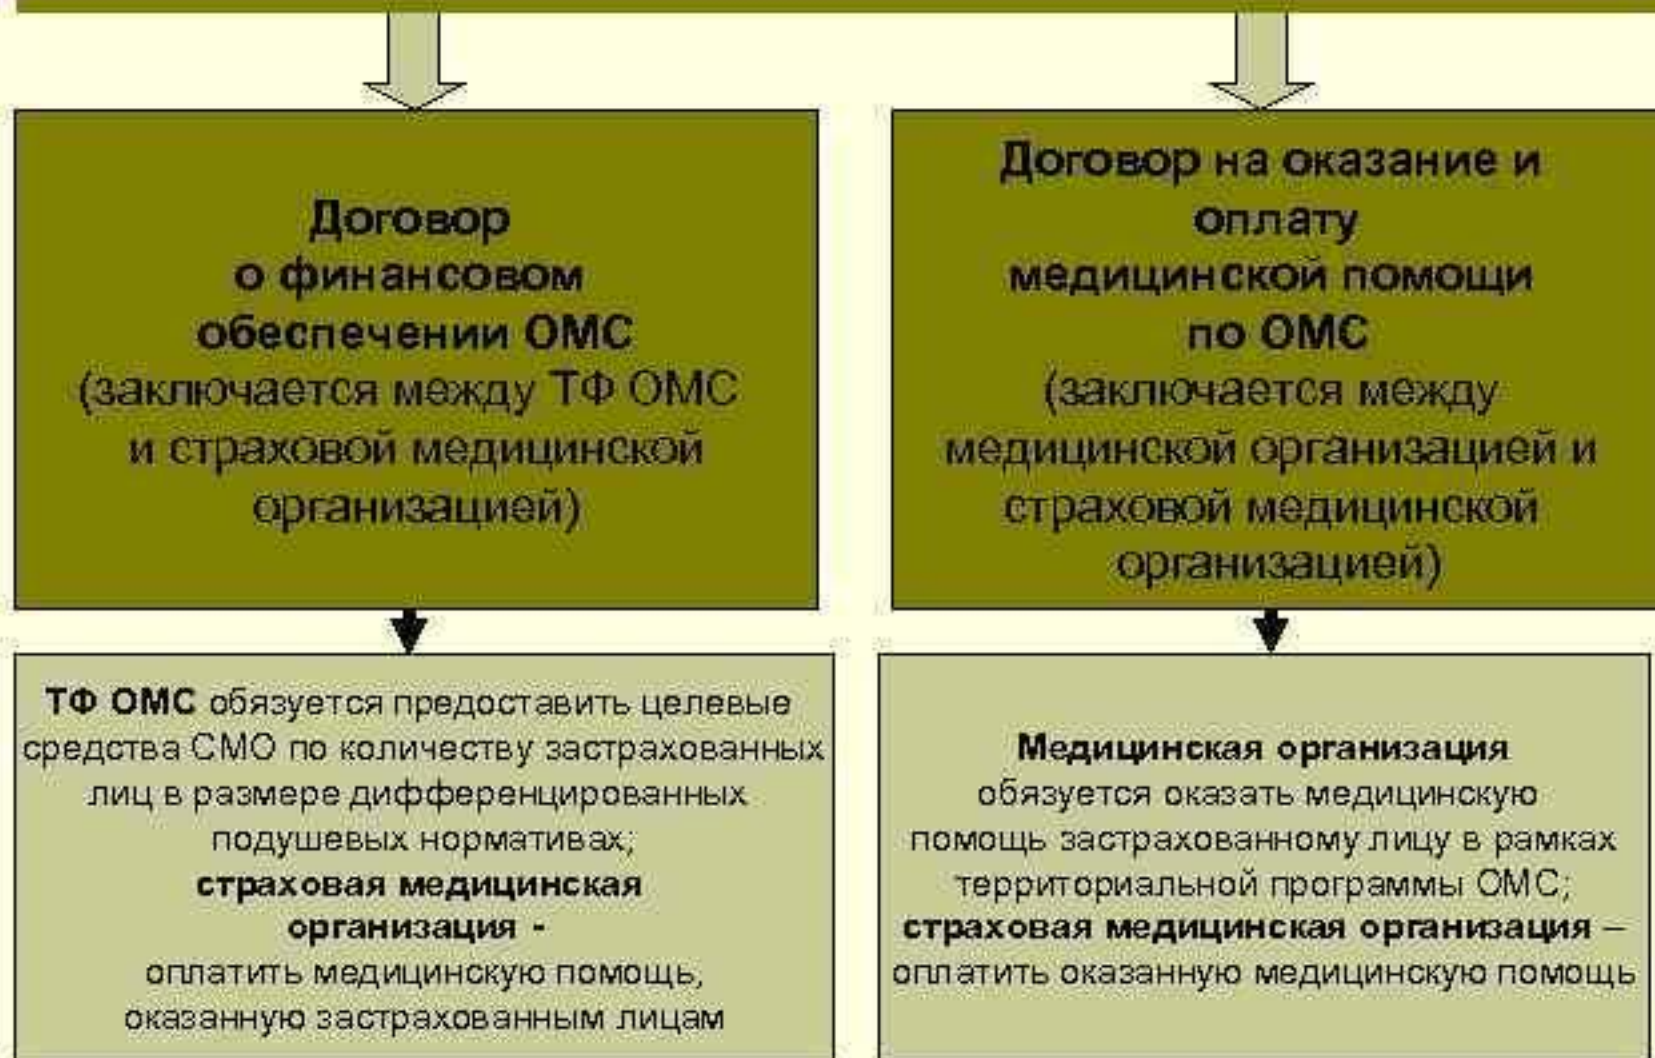 Договор
о финансовом
обеспечении ОМС
(заключается между ТФ ОМС
и страховой медицинской
организацией)
Договор на оказание и
оплату
медицинской помощи
по ОМС
(заключается между
медицинской организацией и
страховой медицинской
организацией)
ТФ ОМС обязуется предоставить целевые
средства СМО по количеству застрахованных
лиц в размере дифференцированных
подушевых нормативах;
страховая медицинская
организация -
оплатить медицинскую помощь,
оказанную застрахованным лицам
Медицинская организация
обязуется оказать медицинскую
помощь застрахованному лицу в рамках
территориальной программы ОМС;
страховая медицинская организация –
оплатить оказанную медицинскую помощь